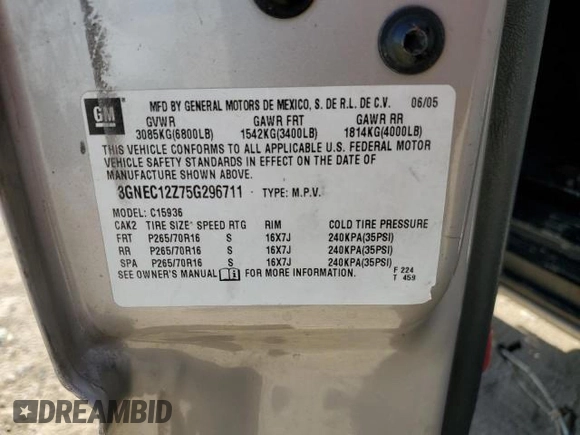 GM
MFD BY GENERAL MOTORS DE MEXICO, S. DE R.L. DE C.V. 06/05
GVWR GAWR FRT GAWR RR
3085KG(6800LB) 1542KG(3400LB) 1814KG(4000LB)
THIS VEHICLE CONFORMS TO ALL APPLICABLE U.S. FEDERAL MOTOR
VEHICLE SAFETY STANDARDS IN EFFECT ON THE DATE OF
MANUFACTURE SHOWN ABOVE.
3GNEC12Z75G296711 TYPE: M.P.V.
MODEL: C15936
CAK2 TIRE SIZE SPEED RTG RIM COLD TIRE PRESSURE
FRT P265/70R16 S 16X7J 240KPA(35PSI)
RR P265/70R16 S 16X7J 240KPA(35PSI)
SPA P265/70R16 S 16X7J 240KPA(35PSI)
SEE OWNER'S MANUAL FOR MORE INFORMATION.
F 224
T 459
DREAMBID